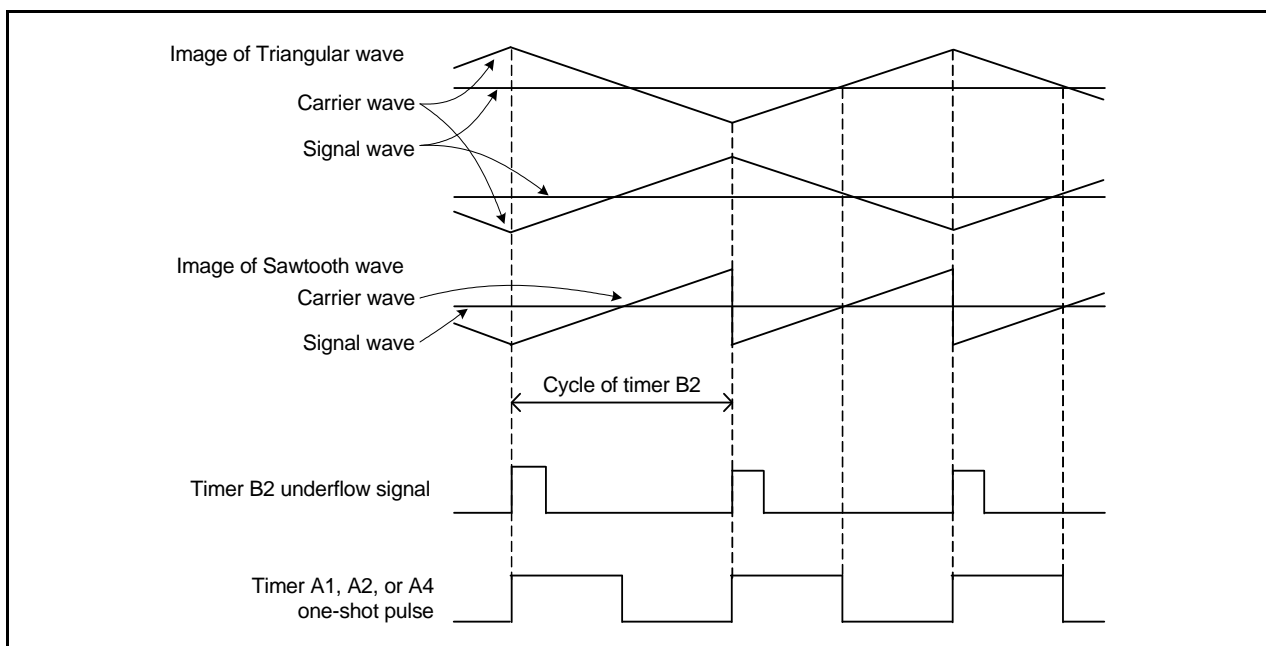 Image of Triangular wave
Carrier wave
Signal wave
Image of Sawtooth wave
Carrier wave
Signal wave
Cycle of timer B2
Timer B2 underflow signal
Timer A1, A2, or A4
one-shot pulse